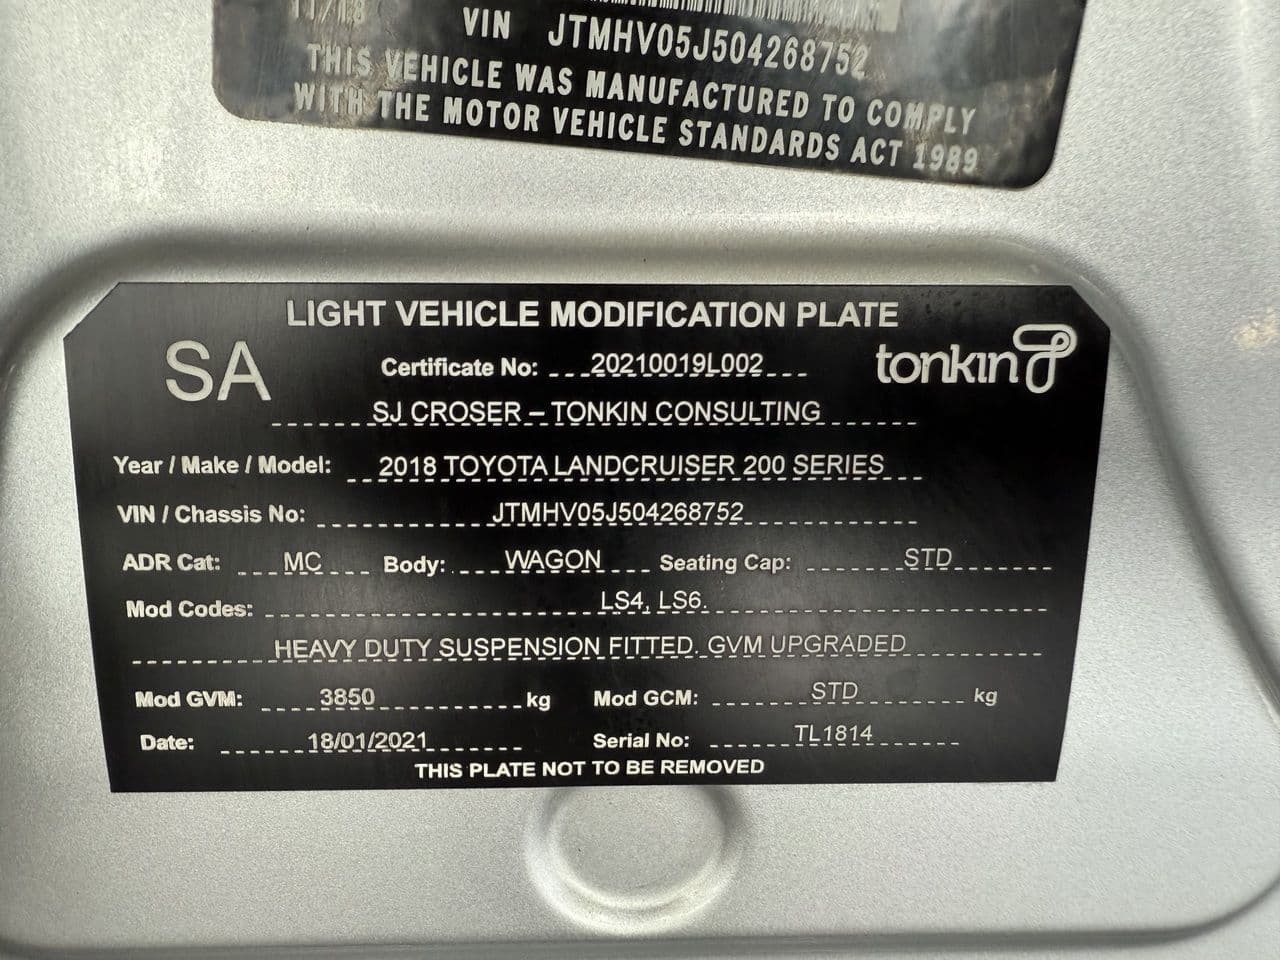 11/18
VIN JTMHV05J504268752
THIS VEHICLE WAS MANUFACTURED TO COMPLY
WITH THE MOTOR VEHICLE STANDARDS ACT 1989
LIGHT VEHICLE MODIFICATION PLATE
SA
Certificate No: 20210019L002
tonkin
SJ CROSER – TONKIN CONSULTING
Year / Make / Model: 2018 TOYOTA LANDCRUISER 200 SERIES
VIN / Chassis No: JTMHV05J504268752
ADR Cat: MC Body: WAGON Seating Cap: STD
Mod Codes: LS4, LS6.
HEAVY DUTY SUSPENSION FITTED. GVM UPGRADED
Mod GVM: 3850 kg Mod GCM: STD kg
Date: 18/01/2021 Serial No: TL1814
THIS PLATE NOT TO BE REMOVED